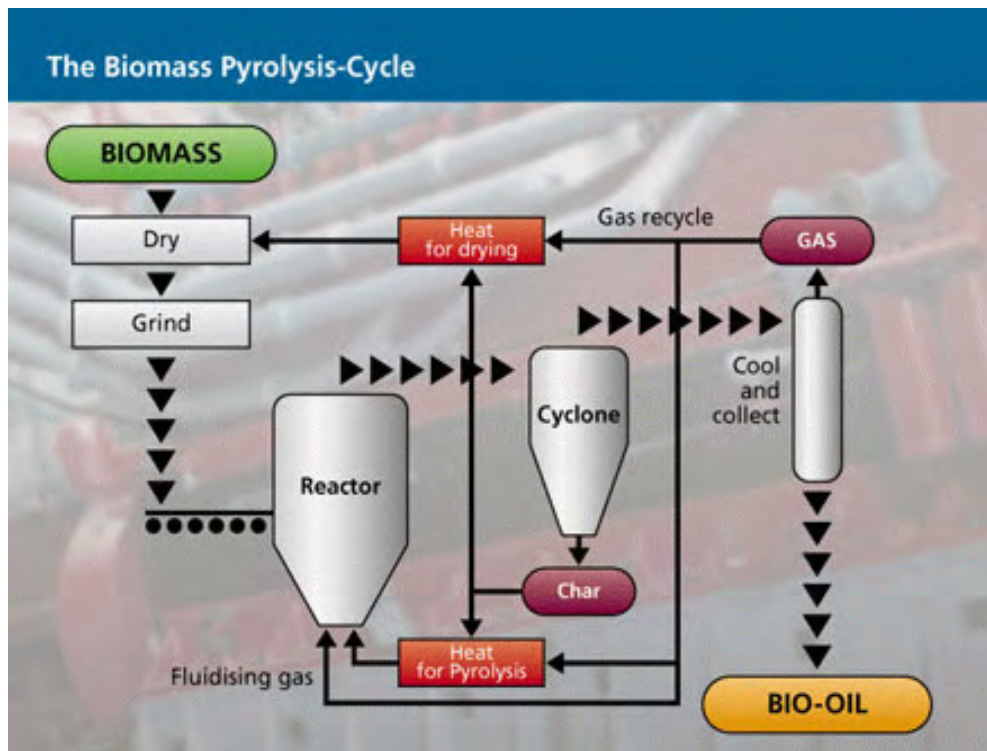 The Biomass Pyrolysis-Cycle
BIOMASS
Dry
Heat
for drying
Gas recycle
GAS
Grind
Cool
and
collect
Cyclone
Reactor
Char
Heat
for Pyrolysis
Fluidising gas
BIO-OIL